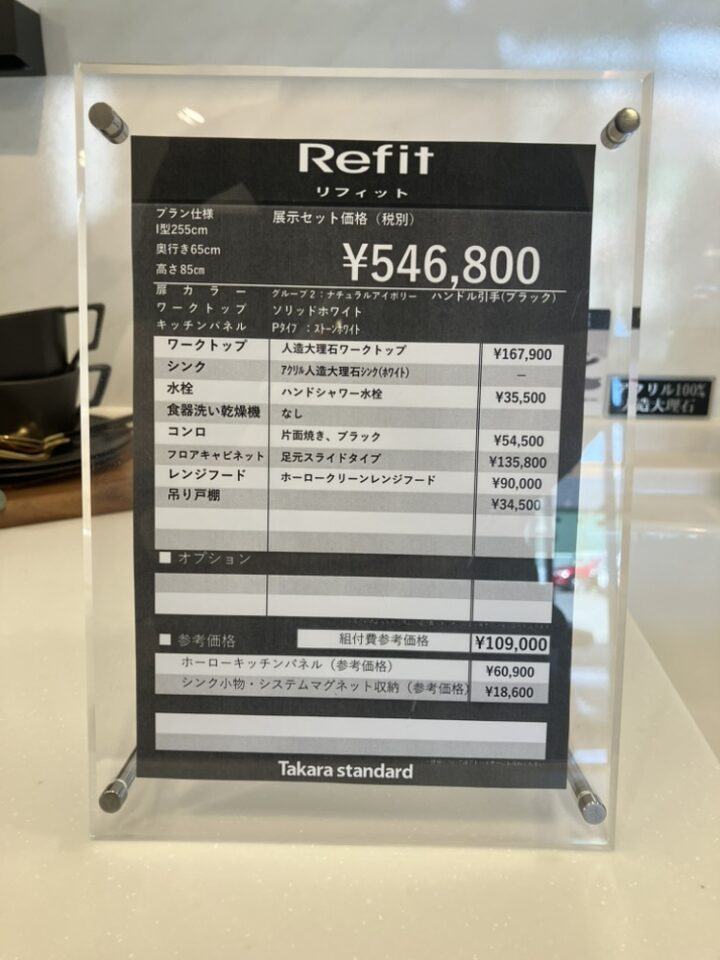 Refit
リフィット
プラン仕様 展示セット価格（税別）
I型255cm
奥行き65cm ¥546,800
高さ85cm
扉カラー グループ2：ナチュラルアイボリー ハンドル引手(ブラック)
ワークトップ ソリッドホワイト
キッチンパネル Pタイプ：ストーンホワイト
ワークトップ 人造大理石ワークトップ ¥167,900
シンク アクリル人造大理石シンク(ホワイト) －
水栓 ハンドシャワー水栓 ¥35,500
食器洗い乾燥機 なし
コンロ 片面焼き、ブラック ¥54,500
フロアキャビネット 足元スライドタイプ ¥135,800
レンジフード ホーロークリーンレンジフード ¥90,000
吊り戸棚 ¥34,500
■ オプション
■ 参考価格 組付費参考価格 ¥109,000
ホーローキッチンパネル（参考価格） ¥60,900
シンク小物・システムマグネット収納（参考価格） ¥18,600
Takara standard
アクリル100%
人造大理石